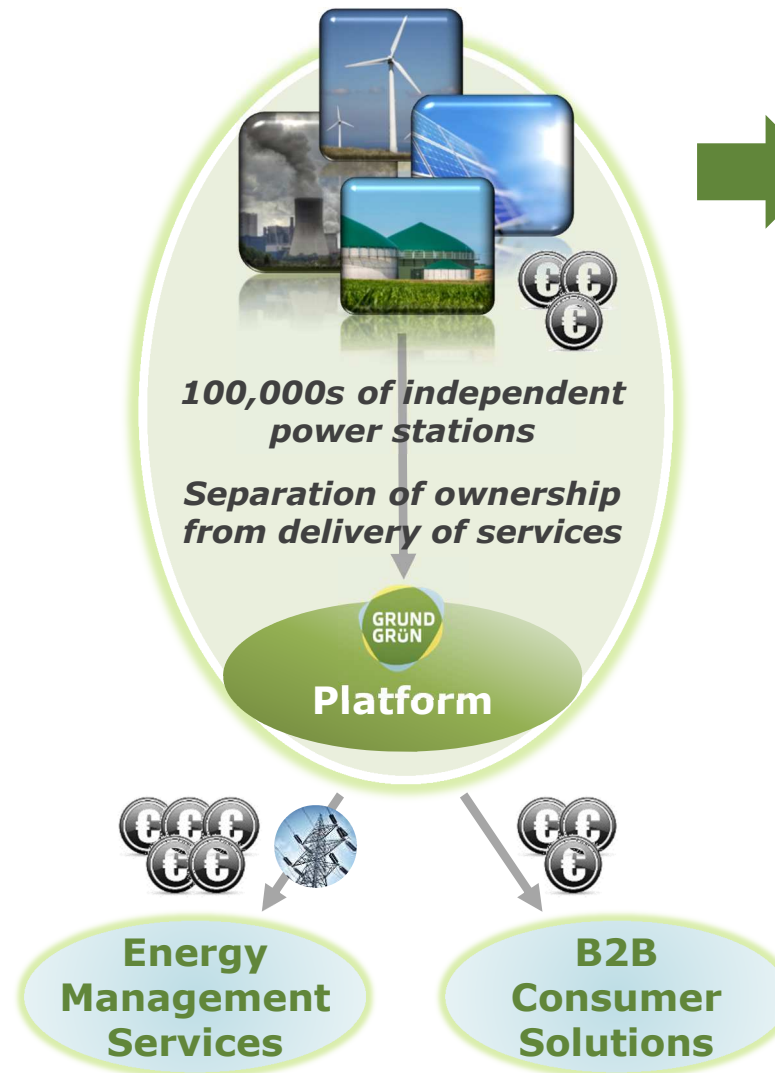 100,000s of independent
power stations
Separation of ownership
from delivery of services
GRUND
GRÜN
Platform
€ € €
€
€ € € € €
€ €
€ €
€
Energy
Management
Services
B2B
Consumer
Solutions